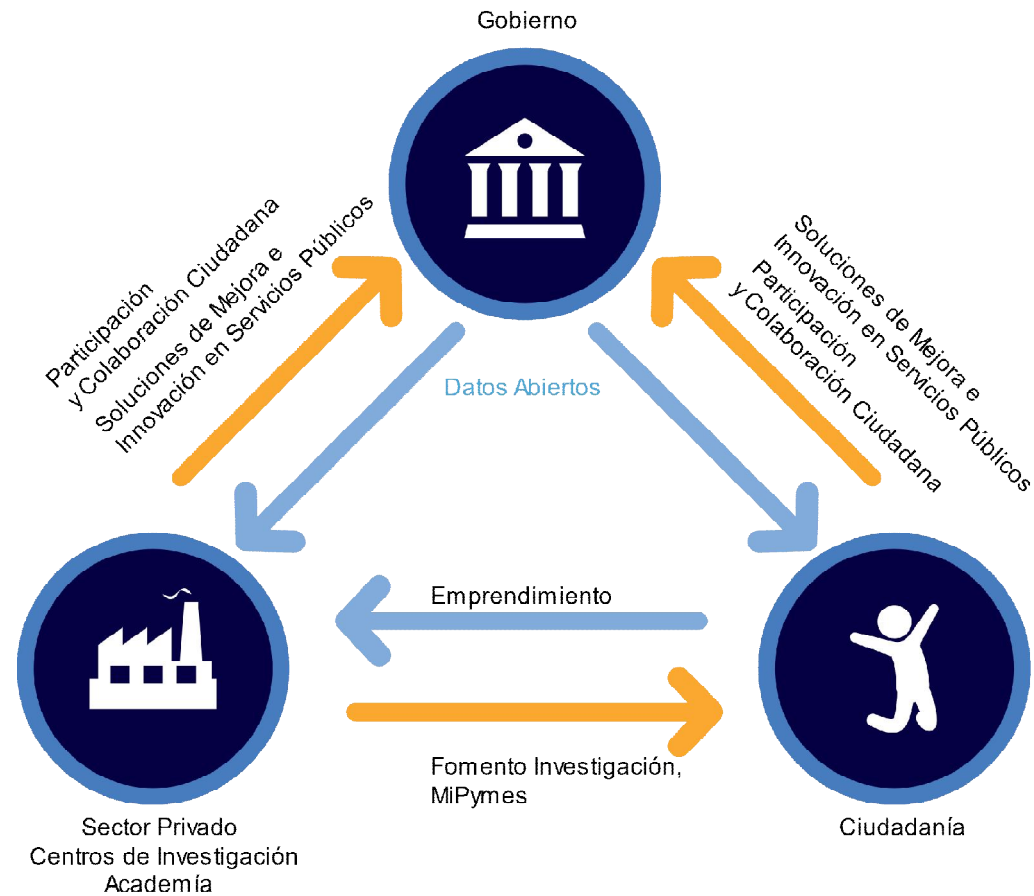 Gobierno
Participación
y Colaboración Ciudadana
Soluciones de Mejora e
Innovación en Servicios Públicos
Soluciones de Mejora e
Innovación en Servicios Públicos
Participación
y Colaboración Ciudadana
Datos Abiertos
Emprendimiento
Fomento Investigación,
MiPymes
Sector Privado
Centros de Investigación
Academía
Ciudadanía